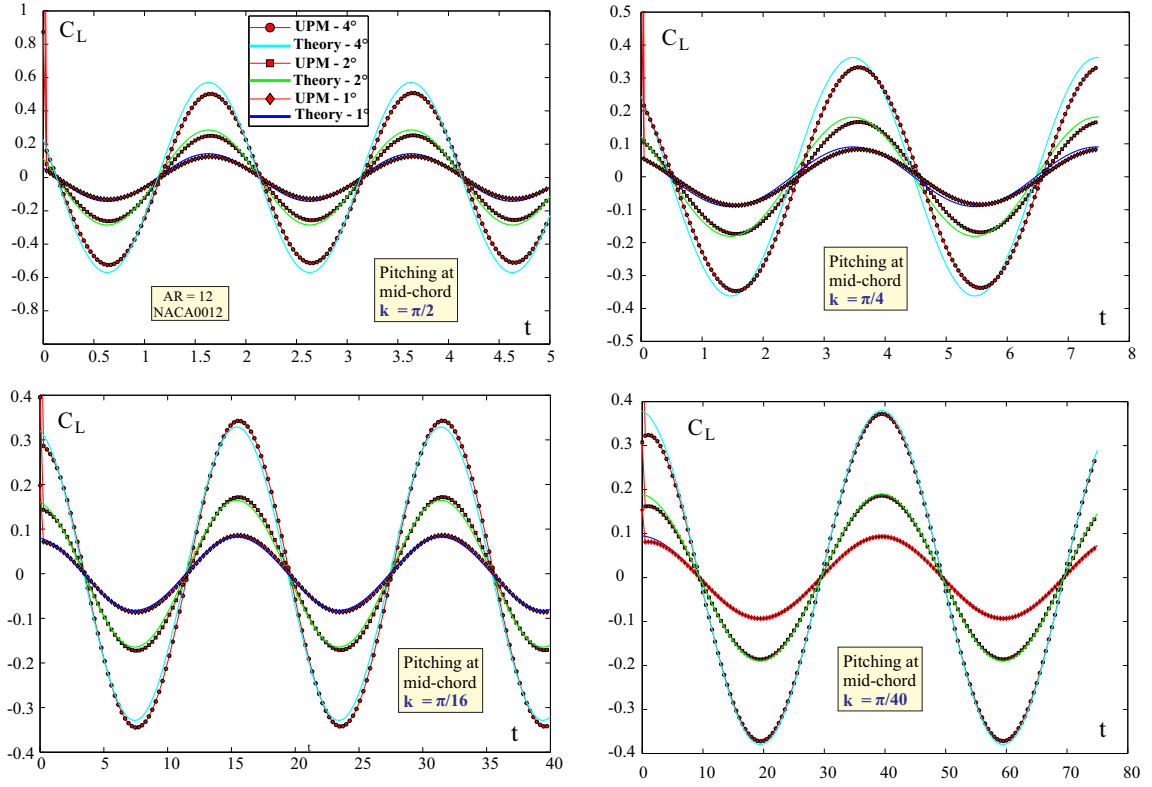 1
0.8
0.6
0.4
0.2
0
-0.2
-0.4
-0.6
-0.8
C_L
UPM - 4°
Theory - 4°
UPM - 2°
Theory - 2°
UPM - 1°
Theory - 1°
AR = 12
NACA0012
Pitching at
mid-chord
k = π/2
t
0 0.5 1 1.5 2 2.5 3 3.5 4 4.5 5
0.5
0.4
0.3
0.2
0.1
0
-0.1
-0.2
-0.3
-0.4
-0.5
C_L
Pitching at
mid-chord
k = π/4
t
0 1 2 3 4 5 6 7 8
0.4
0.3
0.2
0.1
0
-0.1
-0.2
-0.3
-0.4
C_L
Pitching at
mid-chord
k = π/16
t
t
0 5 10 15 20 25 30 35 40
0.4
0.3
0.2
0.1
0
-0.1
-0.2
-0.3
-0.4
C_L
Pitching at
mid-chord
k = π/40
t
0 10 20 30 40 50 60 70 80